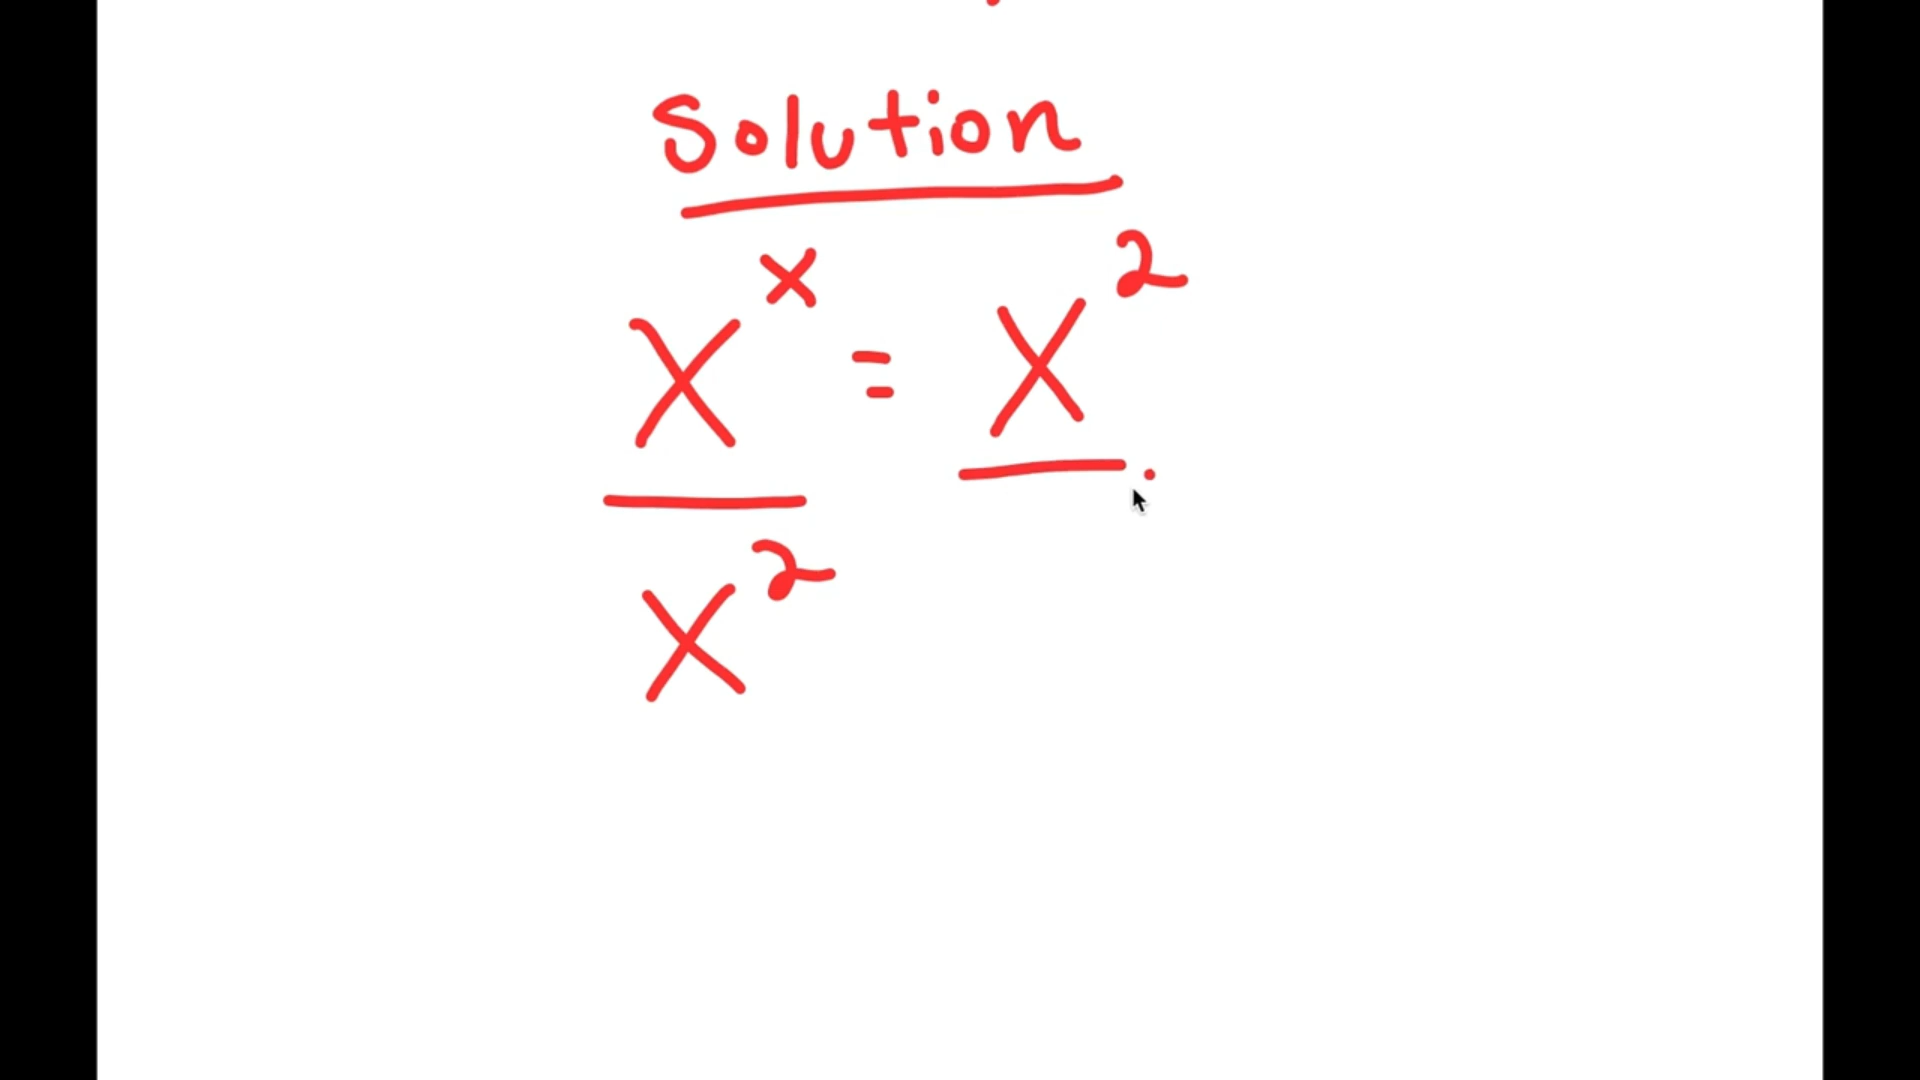 Solution
x^x = x^2
x^2